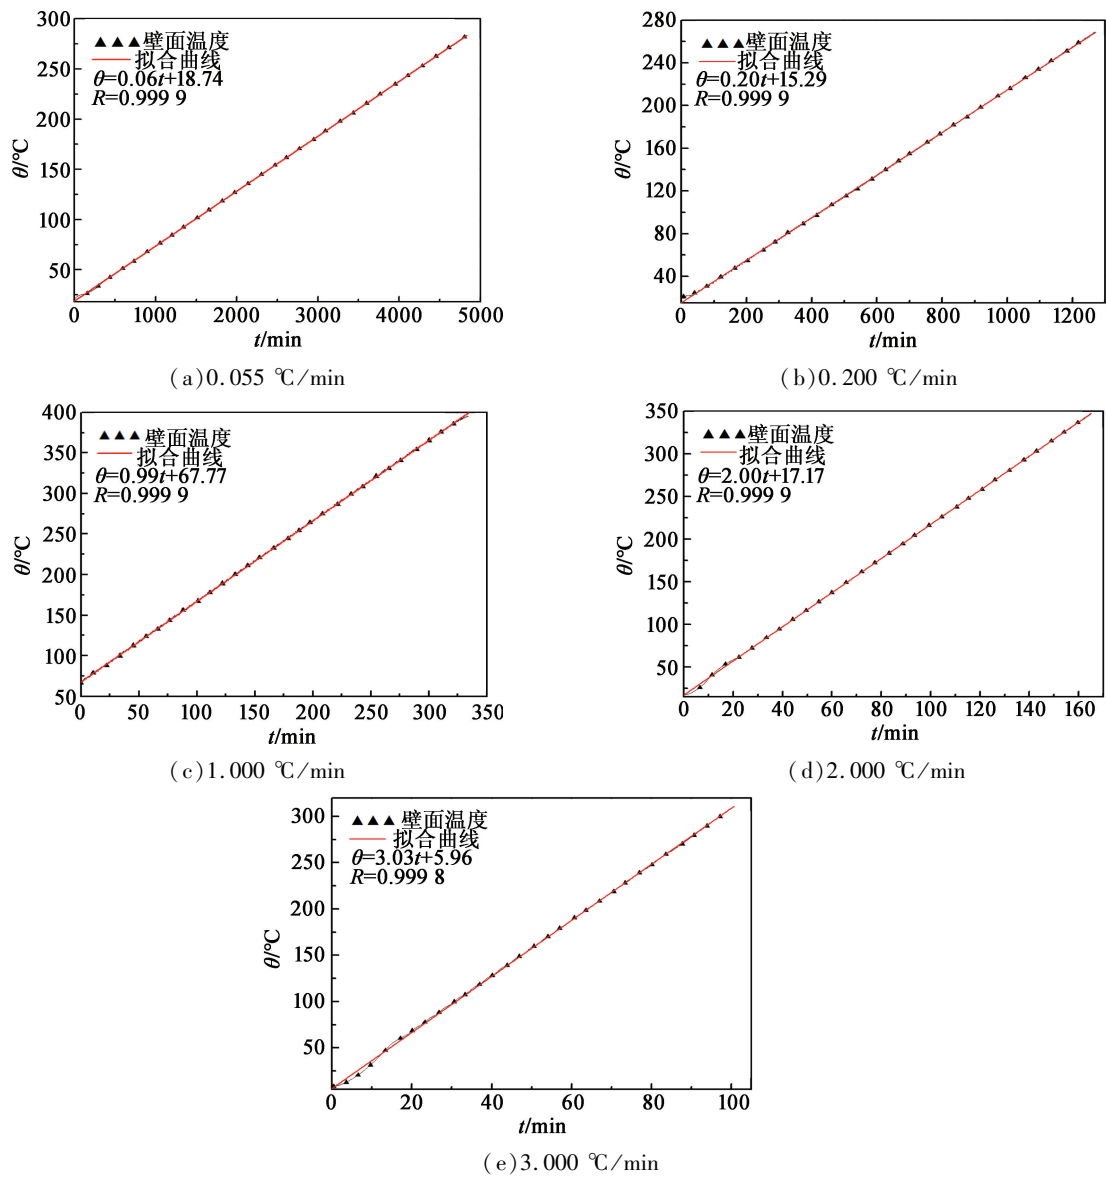 300
250
200
150
100
50
θ/℃
▲▲▲壁面温度
拟合曲线
θ=0.06t+18.74
R=0.999 9
0 1000 2000 3000 4000 5000
t/min
(a)0.055 ℃/min
280
240
200
160
120
80
40
θ/℃
▲▲▲壁面温度
拟合曲线
θ=0.20t+15.29
R=0.999 9
0 200 400 600 800 1000 1200
t/min
(b)0.200 ℃/min
400
350
300
250
200
150
100
50
θ/℃
▲▲▲壁面温度
拟合曲线
θ=0.99t+67.77
R=0.999 9
0 50 100 150 200 250 300 350
t/min
(c)1.000 ℃/min
350
300
250
200
150
100
50
θ/℃
▲▲▲壁面温度
拟合曲线
θ=2.00t+17.17
R=0.999 9
0 20 40 60 80 100 120 140 160
t/min
(d)2.000 ℃/min
300
250
200
150
100
50
θ/℃
▲▲▲壁面温度
拟合曲线
θ=3.03t+5.96
R=0.999 8
0 20 40 60 80 100
t/min
(e)3.000 ℃/min